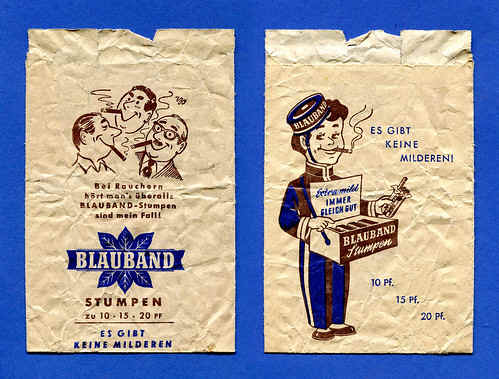 Bei Rauchern
hört man's überall:
BLAUBAND-Stumpen
sind mein Fall!
BLAUBAND
STUMPEN
ZU 10 - 15 - 20 PF
ES GIBT
KEINE MILDEREN
BLAUBAND
ES GIBT
KEINE
MILDEREN!
Extra mild
IMMER
GLEICH GUT
BLAUBAND
Stumpen
10 PF.
15 PF.
20 PF.